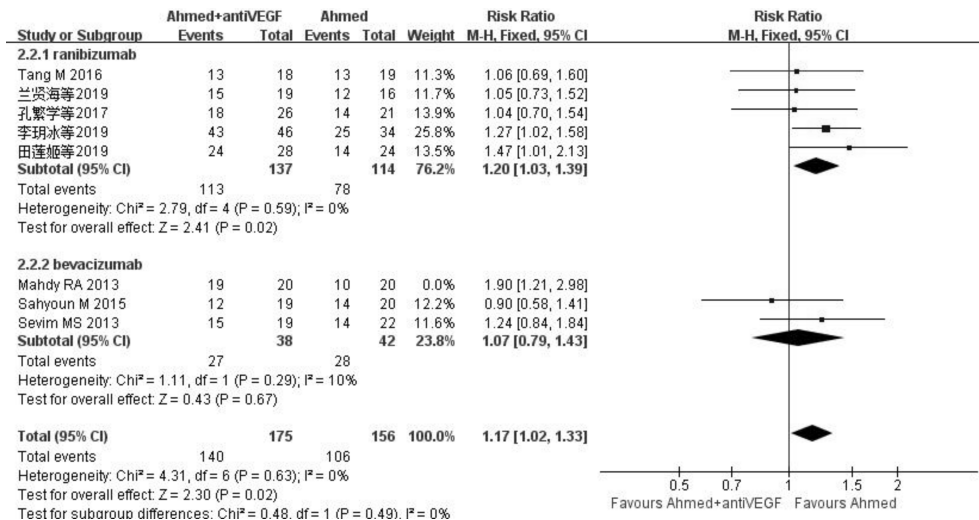 Ahmed+antiVEGF Ahmed Risk Ratio Risk Ratio
Study or Subgroup Events Total Events Total Weight M-H, Fixed, 95% CI M-H, Fixed, 95% CI
2.2.1 ranibizumab
Tang M 2016 13 18 13 19 11.3% 1.06 [0.69, 1.60]
兰贤海等2019 15 19 12 16 11.7% 1.05 [0.73, 1.52]
孔繁学等2017 18 26 14 21 13.9% 1.04 [0.70, 1.54]
李玥冰等2019 43 46 25 34 25.8% 1.27 [1.02, 1.58]
田莲姬等2019 24 28 14 24 13.5% 1.47 [1.01, 2.13]
Subtotal (95% CI) 137 114 76.2% 1.20 [1.03, 1.39]
Total events 113 78
Heterogeneity: Chi² = 2.79, df = 4 (P = 0.59); I² = 0%
Test for overall effect: Z = 2.41 (P = 0.02)
2.2.2 bevacizumab
Mahdy RA 2013 19 20 10 20 0.0% 1.90 [1.21, 2.98]
Sahyoun M 2015 12 19 14 20 12.2% 0.90 [0.58, 1.41]
Sevim MS 2013 15 19 14 22 11.6% 1.24 [0.84, 1.84]
Subtotal (95% CI) 38 42 23.8% 1.07 [0.79, 1.43]
Total events 27 28
Heterogeneity: Chi² = 1.11, df = 1 (P = 0.29); I² = 10%
Test for overall effect: Z = 0.43 (P = 0.67)
Total (95% CI) 175 156 100.0% 1.17 [1.02, 1.33]
Total events 140 106
Heterogeneity: Chi² = 4.31, df = 6 (P = 0.63); I² = 0%
Test for overall effect: Z = 2.30 (P = 0.02)
Test for subgroup differences: Chi² = 0.48, df = 1 (P = 0.49), I² = 0%
0.5 0.7 1 1.5 2
Favours Ahmed+antiVEGF Favours Ahmed